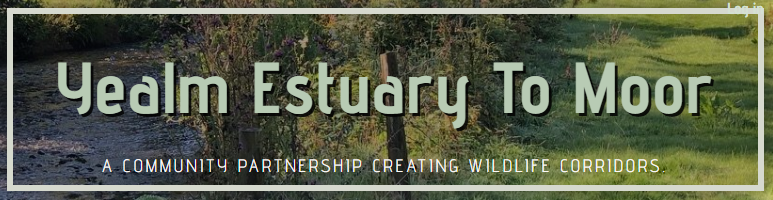 Log in
Yealm Estuary To Moor
A COMMUNITY PARTNERSHIP CREATING WILDLIFE CORRIDORS.